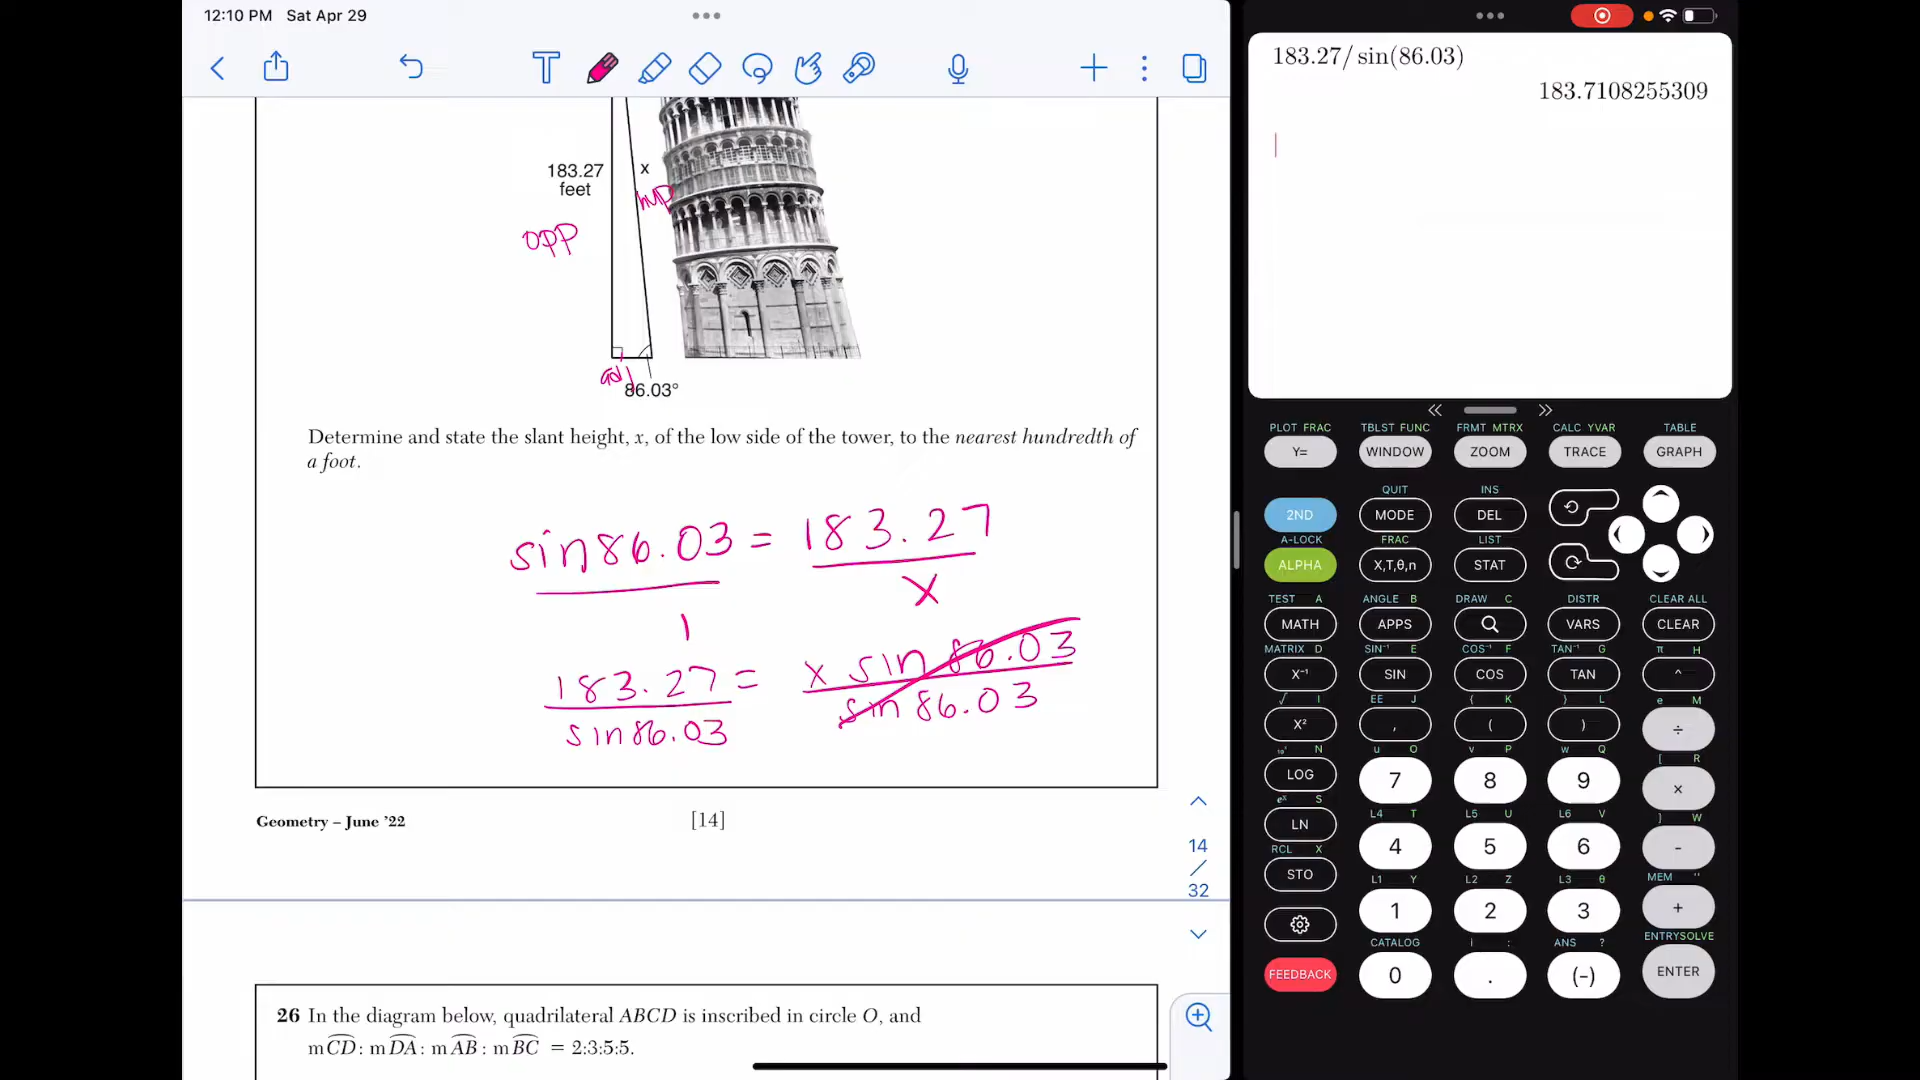 12:10 PM Sat Apr 29
183.27/sin(86.03)
183.7108255309
183.27
feet
x
hyp
opp
adj
86.03°
Determine and state the slant height, x, of the low side of the tower, to the nearest hundredth of
a foot.
sin 86.03 = 183.27
1 x
183.27 = x sin 86.03
sin 86.03 sin 86.03
Geometry – June ’22
[14]
14
/
32
26 In the diagram below, quadrilateral ABCD is inscribed in circle O, and
mCD : mDA : mAB : mBC = 2:3:5:5.
PLOT FRAC TBLST FUNC FRMT MTRX CALC YVAR TABLE
Y= WINDOW ZOOM TRACE GRAPH
QUIT INS
2ND MODE DEL
A-LOCK FRAC LIST
ALPHA X,T,θ,n STAT
TEST A ANGLE B DRAW C DISTR CLEAR ALL
MATH APPS VARS CLEAR
MATRIX D SIN⁻¹ E COS⁻¹ F TAN⁻¹ G π H
X⁻¹ SIN COS TAN ^
√ I EE J { K } L e M
X² , ( ) ÷
10ˣ N u O v P w Q [ R
LOG 7 8 9 ×
eˣ S L4 T L5 U L6 V ] W
LN 4 5 6 -
RCL X L1 Y L2 Z L3 θ MEM "
STO 1 2 3 +
CATALOG i : ANS ? ENTRY SOLVE
FEEDBACK 0 . (-) ENTER